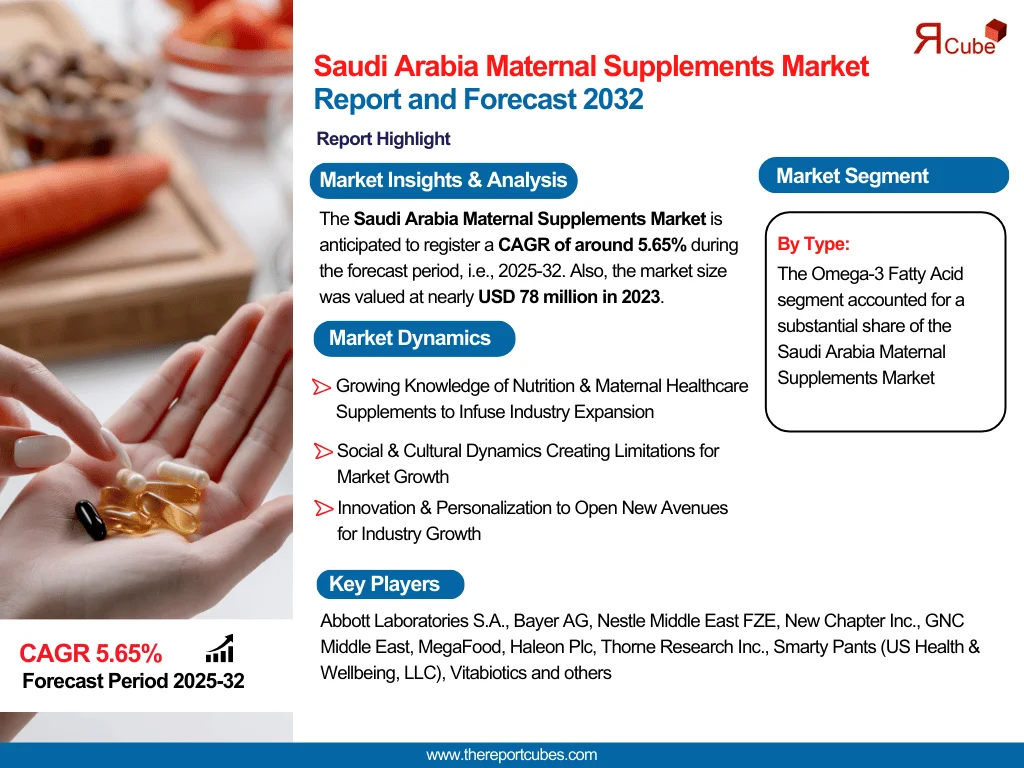 ЯCube
Saudi Arabia Maternal Supplements Market
Report and Forecast 2032
Report Highlight
Market Insights & Analysis
The Saudi Arabia Maternal Supplements Market is
anticipated to register a CAGR of around 5.65% during
the forecast period, i.e., 2025-32. Also, the market size
was valued at nearly USD 78 million in 2023.
Market Dynamics
Growing Knowledge of Nutrition & Maternal Healthcare
Supplements to Infuse Industry Expansion
Social & Cultural Dynamics Creating Limitations for
Market Growth
Innovation & Personalization to Open New Avenues
for Industry Growth
Market Segment
By Type:
The Omega-3 Fatty Acid
segment accounted for a
substantial share of the
Saudi Arabia Maternal
Supplements Market
Key Players
Abbott Laboratories S.A., Bayer AG, Nestle Middle East FZE, New Chapter Inc., GNC
Middle East, MegaFood, Haleon Plc, Thorne Research Inc., Smarty Pants (US Health &
Wellbeing, LLC), Vitabiotics and others
CAGR 5.65%
Forecast Period 2025-32
www.thereportcubes.com